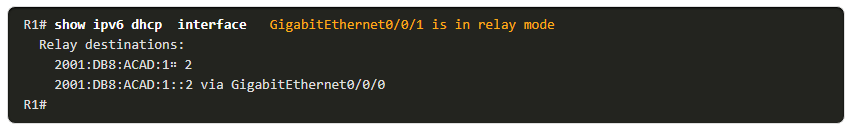 R1# show ipv6 dhcp  interface   GigabitEthernet0/0/1 is in relay mode
  Relay destinations:
    2001:DB8:ACAD:1∷ 2
    2001:DB8:ACAD:1::2 via GigabitEthernet0/0/0
R1#